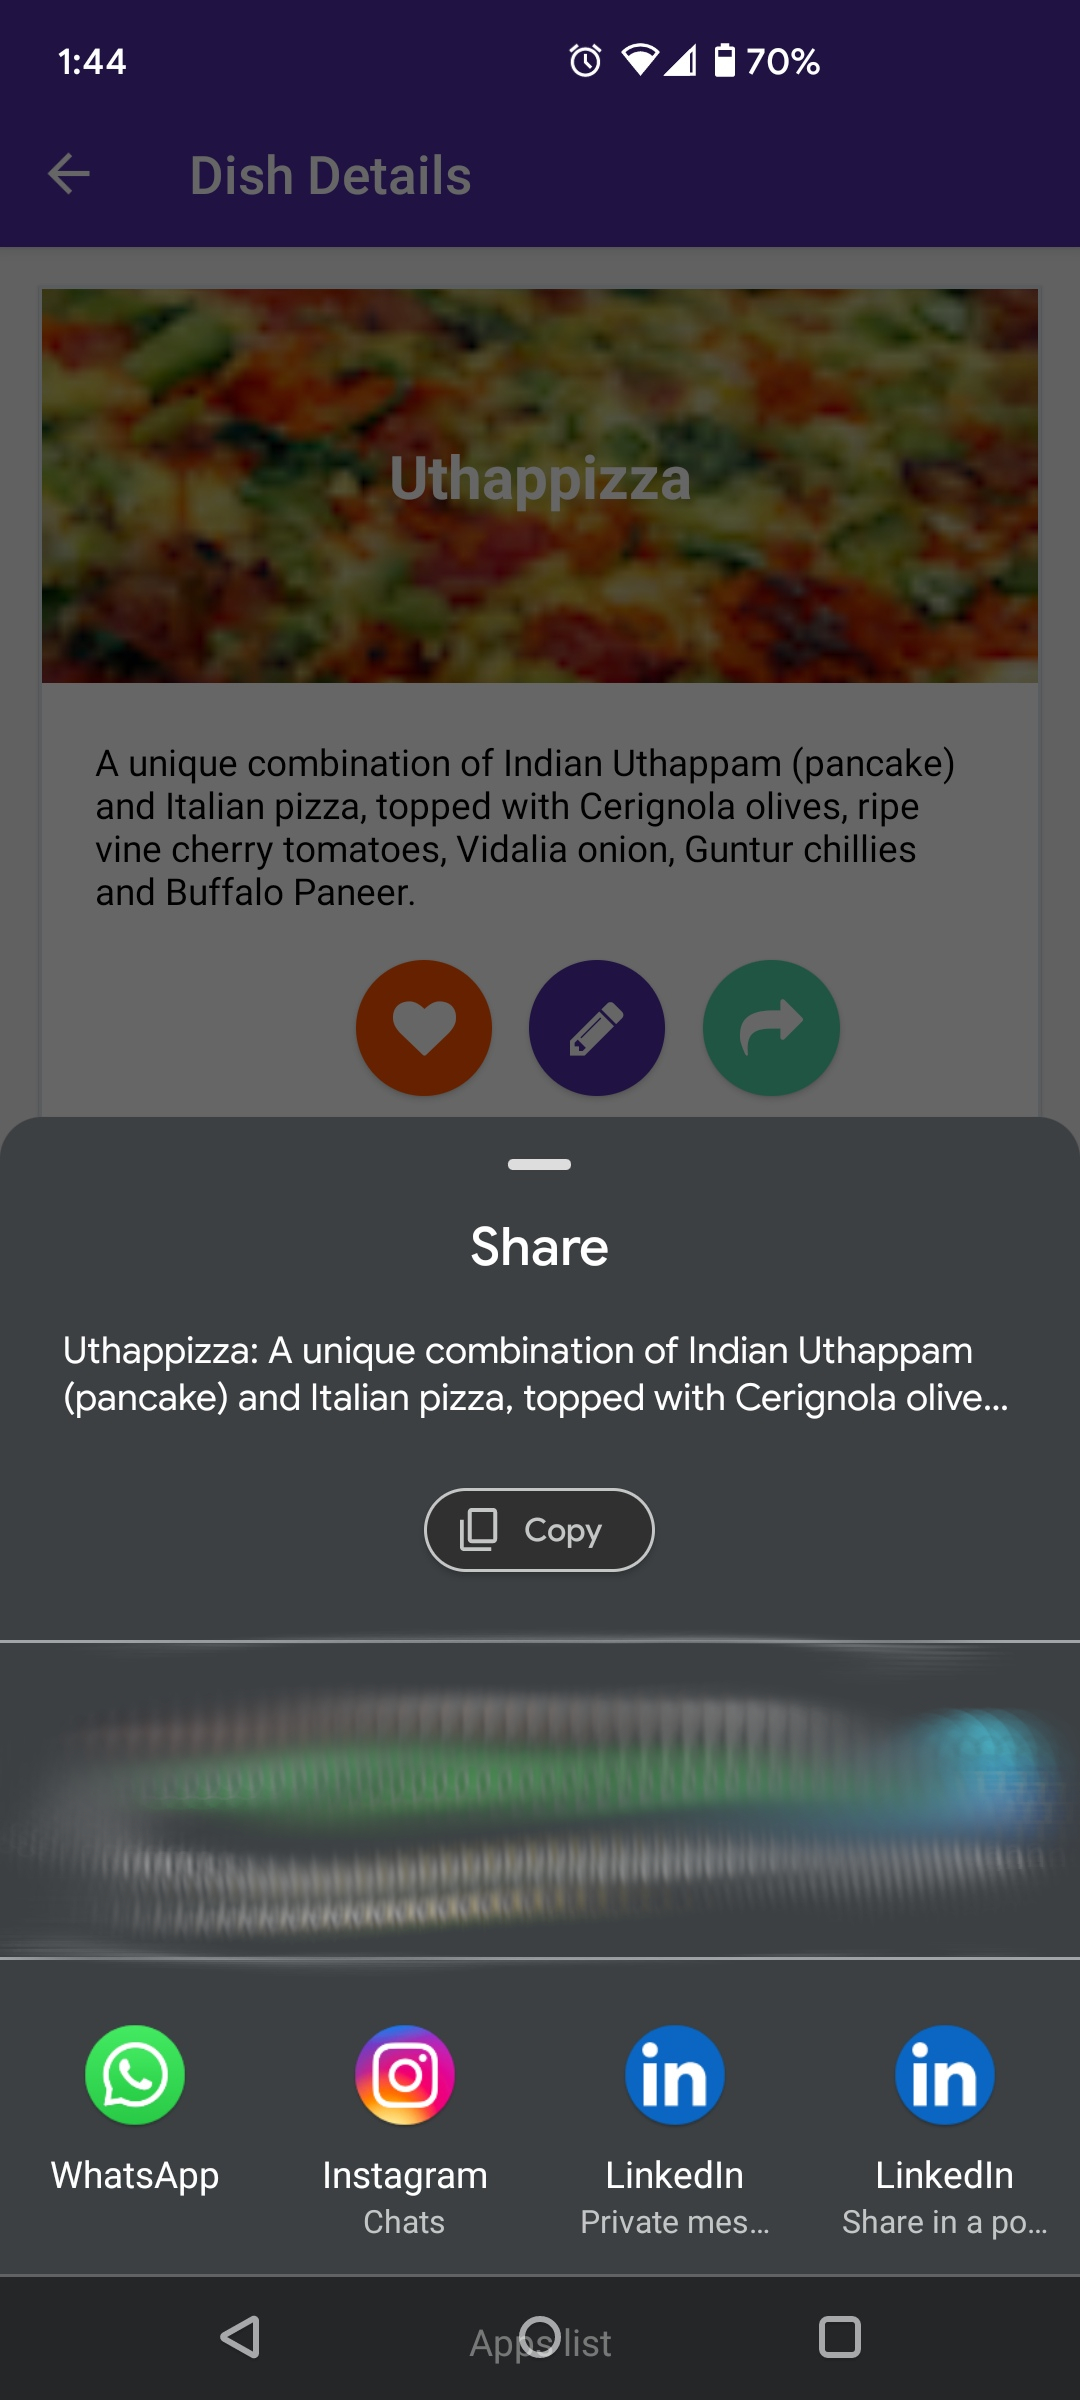 1:44
70%
Dish Details
Uthappizza
A unique combination of Indian Uthappam (pancake)
and Italian pizza, topped with Cerignola olives, ripe
vine cherry tomatoes, Vidalia onion, Guntur chillies
and Buffalo Paneer.
Share
Uthappizza: A unique combination of Indian Uthappam
(pancake) and Italian pizza, topped with Cerignola olive...
Copy
WhatsApp
Instagram
Chats
LinkedIn
Private mes...
LinkedIn
Share in a po...
Apps list